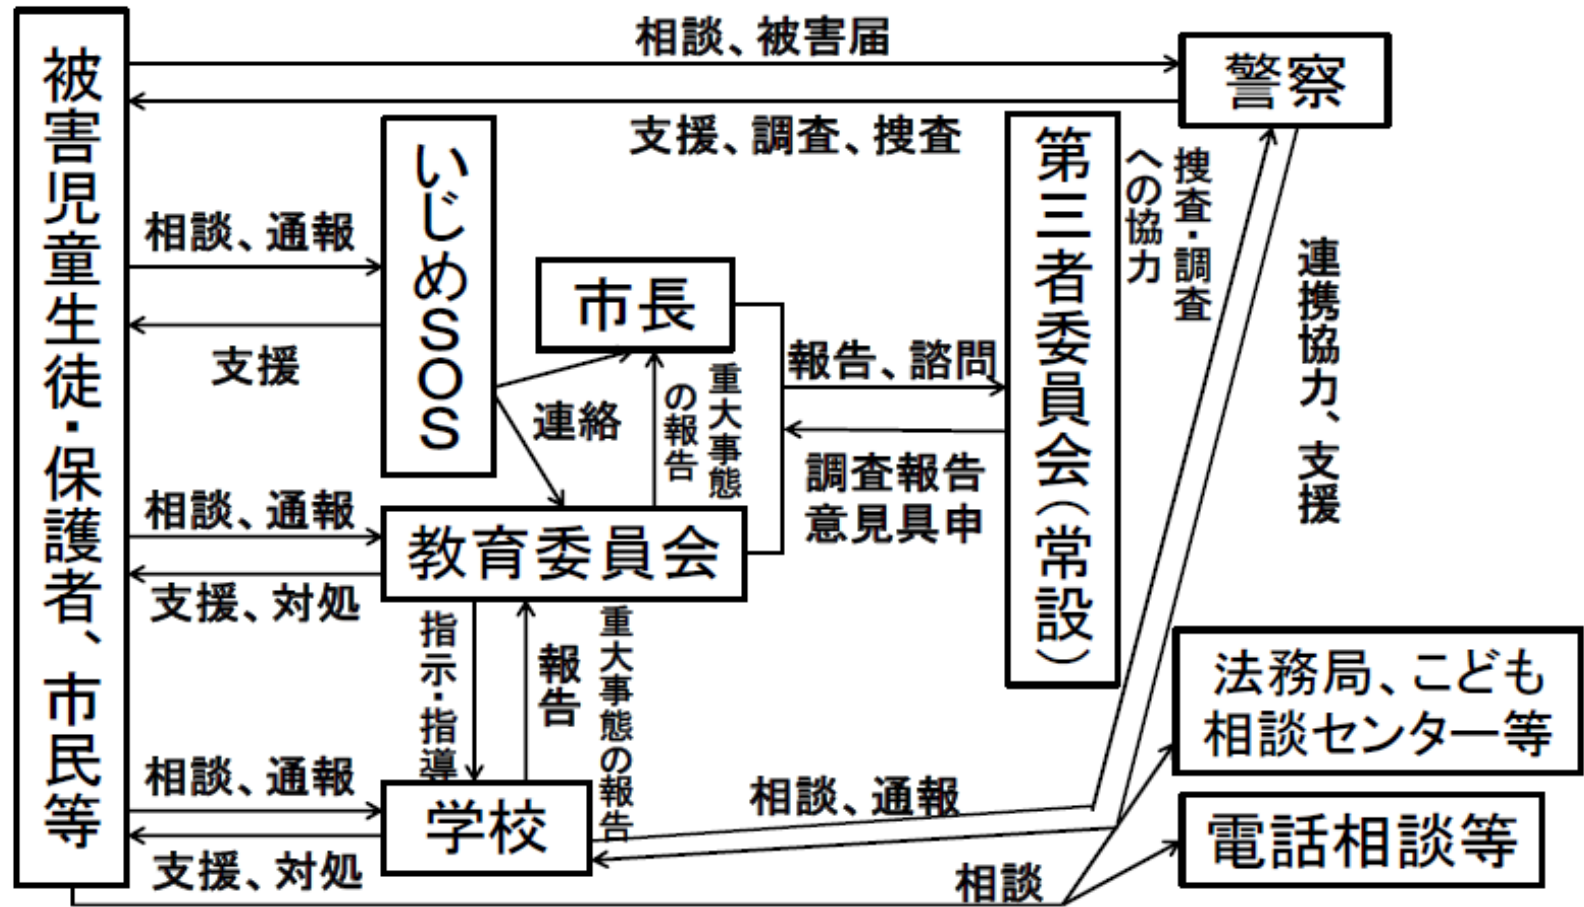 被害児童生徒・保護者、市民等
相談、被害届
警察
支援、調査、捜査
いじめSOS
第三者委員会（常設）
捜査・調査
への協力
相談、通報
支援
市長
連絡
重大事態
の報告
報告、諮問
調査報告
意見具申
連携協力、支援
相談、通報
支援、対処
教育委員会
指示・指導
報告
重大事態の報告
法務局、こども
相談センター等
相談、通報
支援、対処
学校
相談、通報
電話相談等
相談